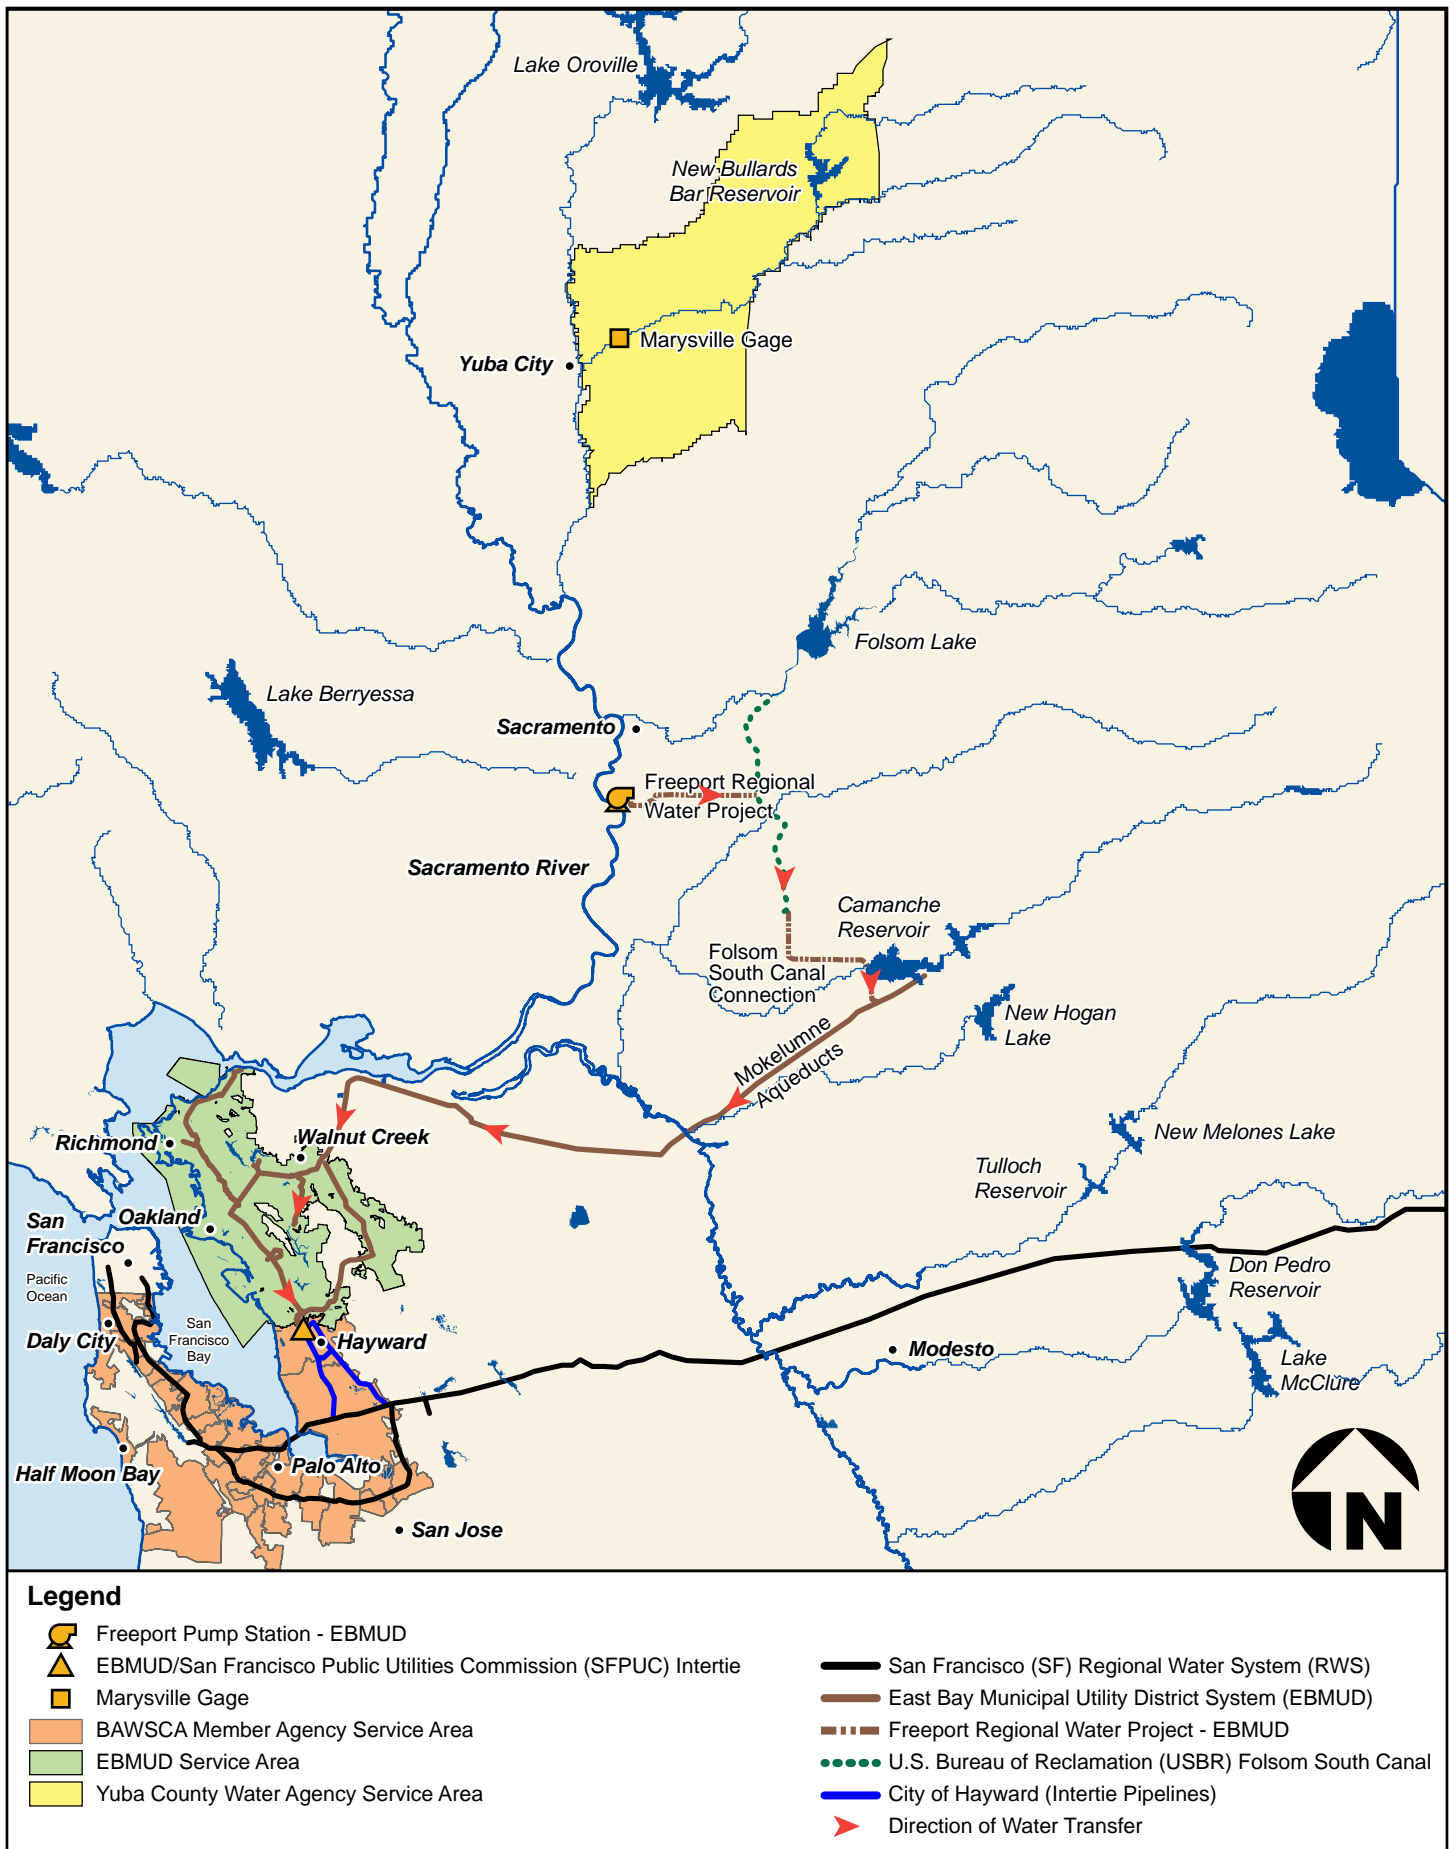 Lake Oroville
New Bullards
Bar Reservoir
Marysville Gage
Yuba City
Folsom Lake
Lake Berryessa
Sacramento
Freeport Regional
Water Project
Sacramento River
Camanche
Reservoir
Folsom
South Canal
Connection
New Hogan
Lake
Mokelumne
Aqueducts
Richmond
Walnut Creek
New Melones Lake
Tulloch
Reservoir
San
Francisco
Oakland
Pacific
Ocean
Don Pedro
Reservoir
San
Francisco
Bay
Daly City
Hayward
Modesto
Lake
McClure
Half Moon Bay
Palo Alto
San Jose
N
Legend
Freeport Pump Station - EBMUD
EBMUD/San Francisco Public Utilities Commission (SFPUC) Intertie
Marysville Gage
BAWSCA Member Agency Service Area
EBMUD Service Area
Yuba County Water Agency Service Area
San Francisco (SF) Regional Water System (RWS)
East Bay Municipal Utility District System (EBMUD)
Freeport Regional Water Project - EBMUD
U.S. Bureau of Reclamation (USBR) Folsom South Canal
City of Hayward (Intertie Pipelines)
Direction of Water Transfer